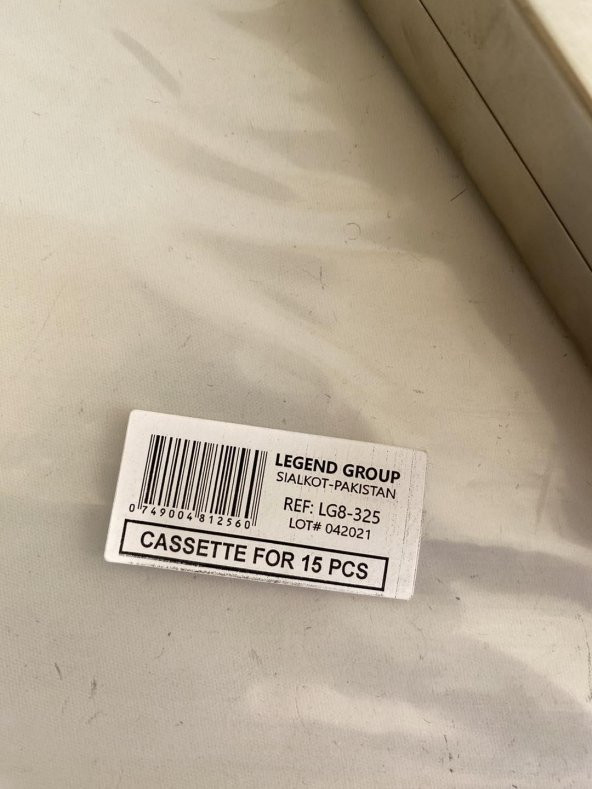 LEGEND GROUP
SIALKOT-PAKISTAN
REF: LG8-325
LOT# 042021
0 749004 812560
CASSETTE FOR 15 PCS